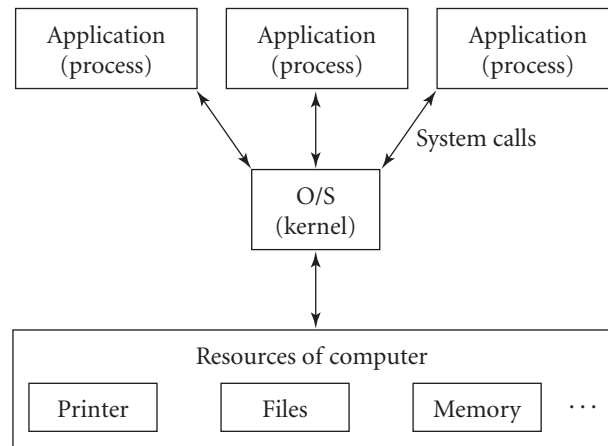 Application
(process)
Application
(process)
Application
(process)
System calls
O/S
(kernel)
Resources of computer
Printer
Files
Memory
...